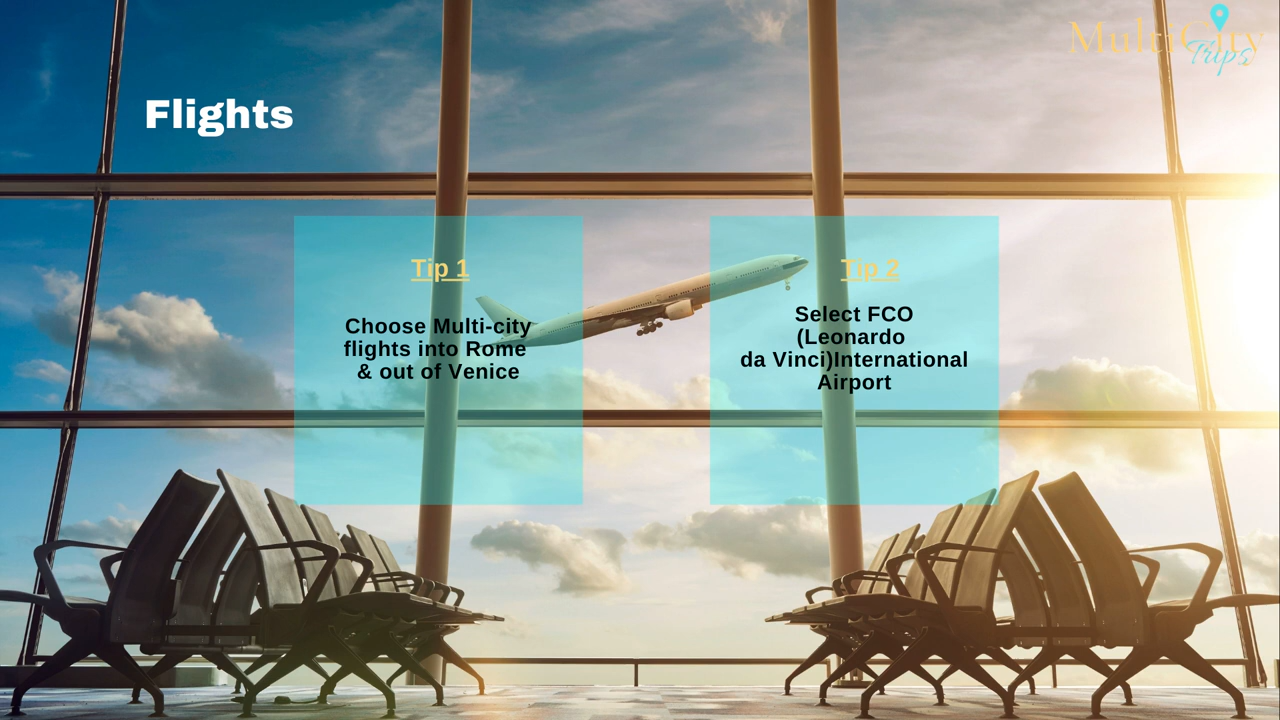 MultiCity
Trips
Flights
Tip 1
Choose Multi-city
flights into Rome
& out of Venice
Tip 2
Select FCO
(Leonardo
da Vinci)International
Airport